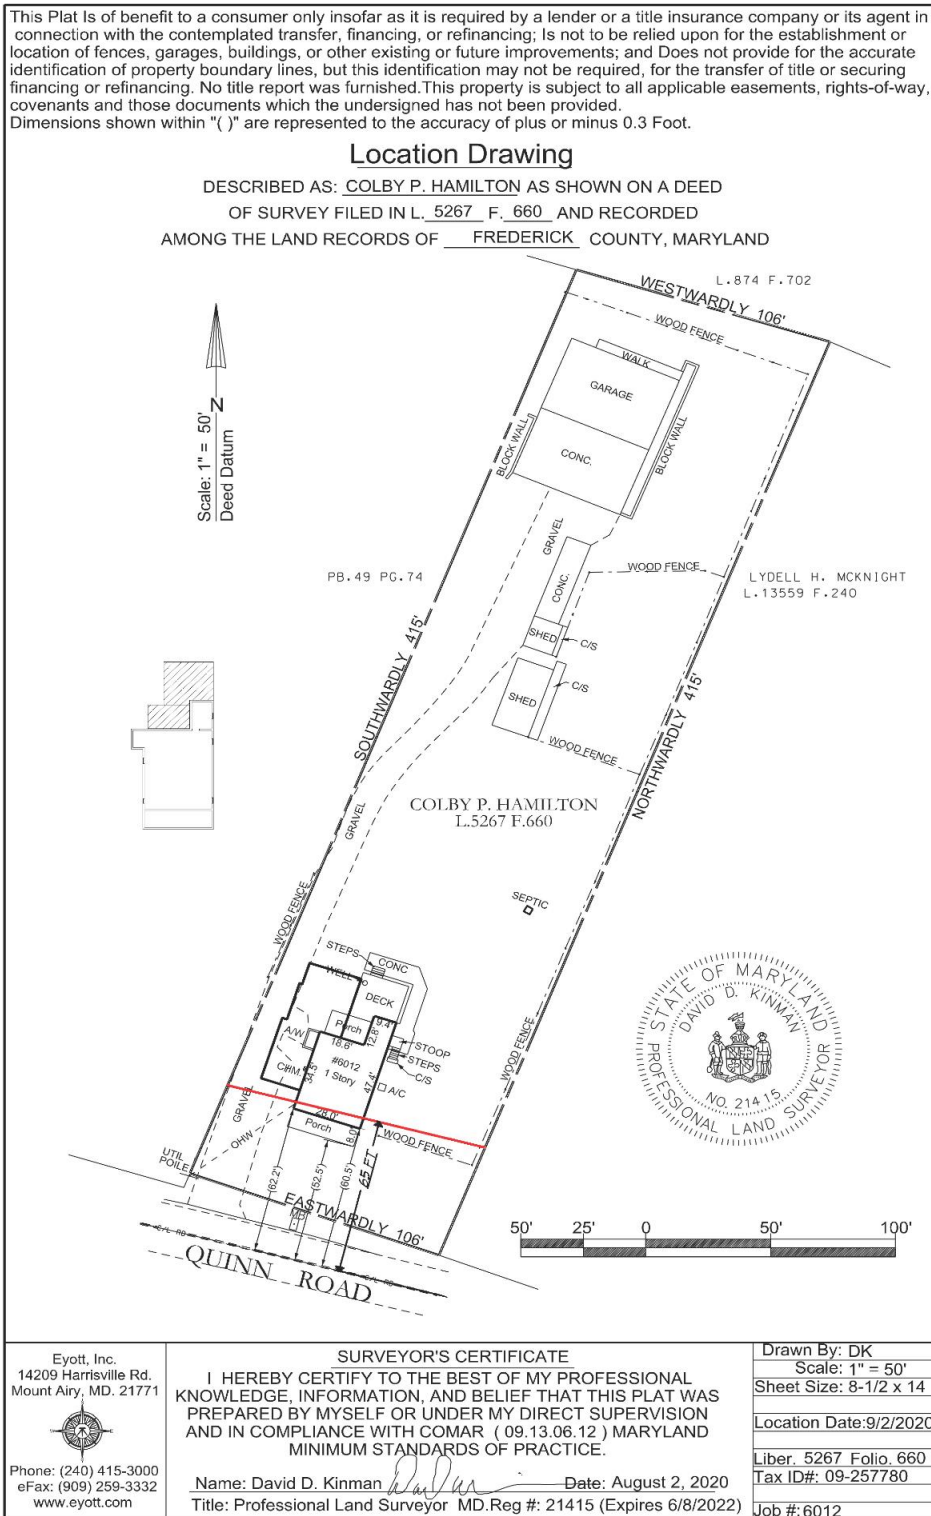 This Plat Is of benefit to a consumer only insofar as it is required by a lender or a title insurance company or its agent in
connection with the contemplated transfer, financing, or refinancing; Is not to be relied upon for the establishment or
location of fences, garages, buildings, or other existing or future improvements; and Does not provide for the accurate
identification of property boundary lines, but this identification may not be required, for the transfer of title or securing
financing or refinancing. No title report was furnished.This property is subject to all applicable easements, rights-of-way,
covenants and those documents which the undersigned has not been provided.
Dimensions shown within "( )" are represented to the accuracy of plus or minus 0.3 Foot.
Location Drawing
DESCRIBED AS: COLBY P. HAMILTON AS SHOWN ON A DEED
OF SURVEY FILED IN L. 5267 F. 660 AND RECORDED
AMONG THE LAND RECORDS OF FREDERICK COUNTY, MARYLAND
L.874 F.702
WESTWARDLY 106'
WOOD FENCE
WALK
GARAGE
N
Scale: 1" = 50'
Deed Datum
BLOCK WALL
CONC.
BLOCK WALL
GRAVEL
WOOD FENCE
PB.49 PG.74
LYDELL H. MCKNIGHT
L.13559 F.240
CONC.
SHED
C/S
SOUTHWARDLY 415'
C/S
SHED
NORTHWARDLY 415'
WOOD FENCE
COLBY P. HAMILTON
L.5267 F.660
GRAVEL
SEPTIC
WOOD FENCE
STEPS
CONC
WELL
DECK
Porch
9.4'
A/W
18.6'
12.8'
STOOP
STEPS
C/S
#6012
1 Story
CHM
34.5'
47.4'
A/C
WOOD FENCE
GRAVEL
28.0'
Porch
8.0'
WOOD FENCE
OHW
UTIL
POILE
(62.2')
(52.5')
(60.5')
65 FT
EASTWARDLY 106'
MB
C/L RD
QUINN ROAD
C/L RD
STATE OF MARYLAND
DAVID D. KINMAN
NO. 21415
PROFESSIONAL LAND SURVEYOR
50' 25' 0 50' 100'
Eyott, Inc.
14209 Harrisville Rd.
Mount Airy, MD. 21771
Phone: (240) 415-3000
eFax: (909) 259-3332
www.eyott.com
SURVEYOR'S CERTIFICATE
I HEREBY CERTIFY TO THE BEST OF MY PROFESSIONAL
KNOWLEDGE, INFORMATION, AND BELIEF THAT THIS PLAT WAS
PREPARED BY MYSELF OR UNDER MY DIRECT SUPERVISION
AND IN COMPLIANCE WITH COMAR ( 09.13.06.12 ) MARYLAND
MINIMUM STANDARDS OF PRACTICE.
Name: David D. Kinman Date: August 2, 2020
Title: Professional Land Surveyor MD.Reg #: 21415 (Expires 6/8/2022)
Drawn By: DK
Scale: 1" = 50'
Sheet Size: 8-1/2 x 14
Location Date:9/2/2020
Liber. 5267 Folio. 660
Tax ID#: 09-257780
Job #:6012